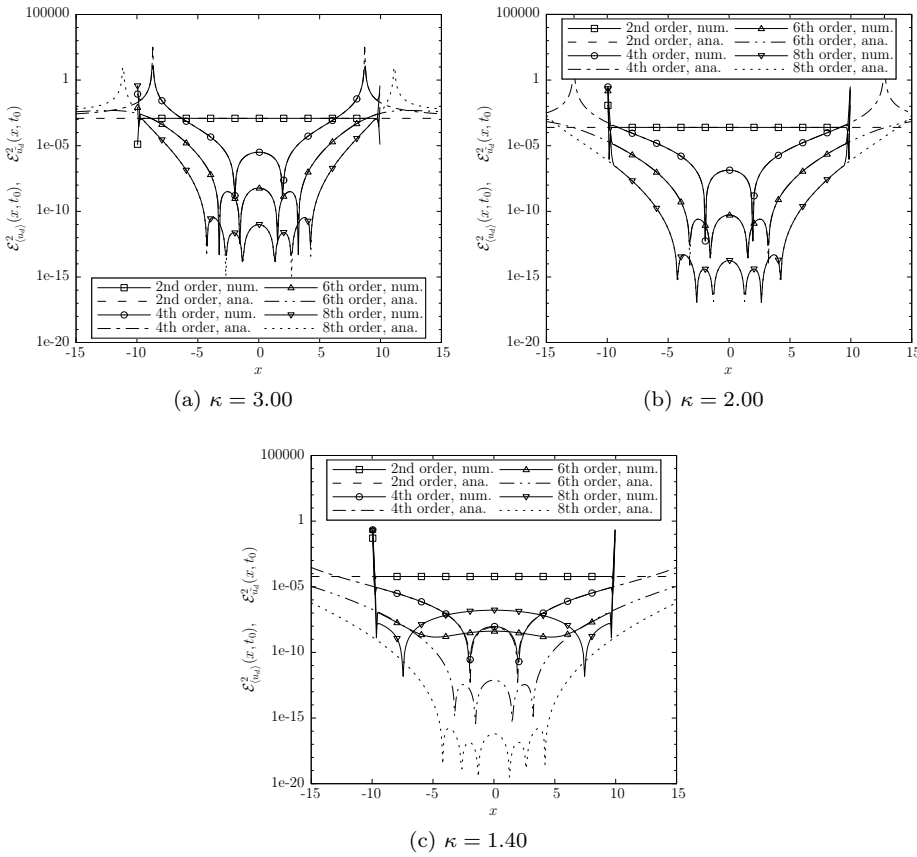 100000
1
1e-05
1e-10
1e-15
1e-20
-15
-10
-5
0
5
10
15
x
ℰ²⟨u_d⟩(x, t₀), ℰ²ū_d(x, t₀)
2nd order, num.
2nd order, ana.
4th order, num.
4th order, ana.
6th order, num.
6th order, ana.
8th order, num.
8th order, ana.
(a) κ = 3.00
100000
1
1e-05
1e-10
1e-15
1e-20
-15
-10
-5
0
5
10
15
x
ℰ²⟨u_d⟩(x, t₀), ℰ²ū_d(x, t₀)
2nd order, num.
2nd order, ana.
4th order, num.
4th order, ana.
6th order, num.
6th order, ana.
8th order, num.
8th order, ana.
(b) κ = 2.00
100000
1
1e-05
1e-10
1e-15
1e-20
-15
-10
-5
0
5
10
15
x
ℰ²⟨u_d⟩(x, t₀), ℰ²ū_d(x, t₀)
2nd order, num.
2nd order, ana.
4th order, num.
4th order, ana.
6th order, num.
6th order, ana.
8th order, num.
8th order, ana.
(c) κ = 1.40